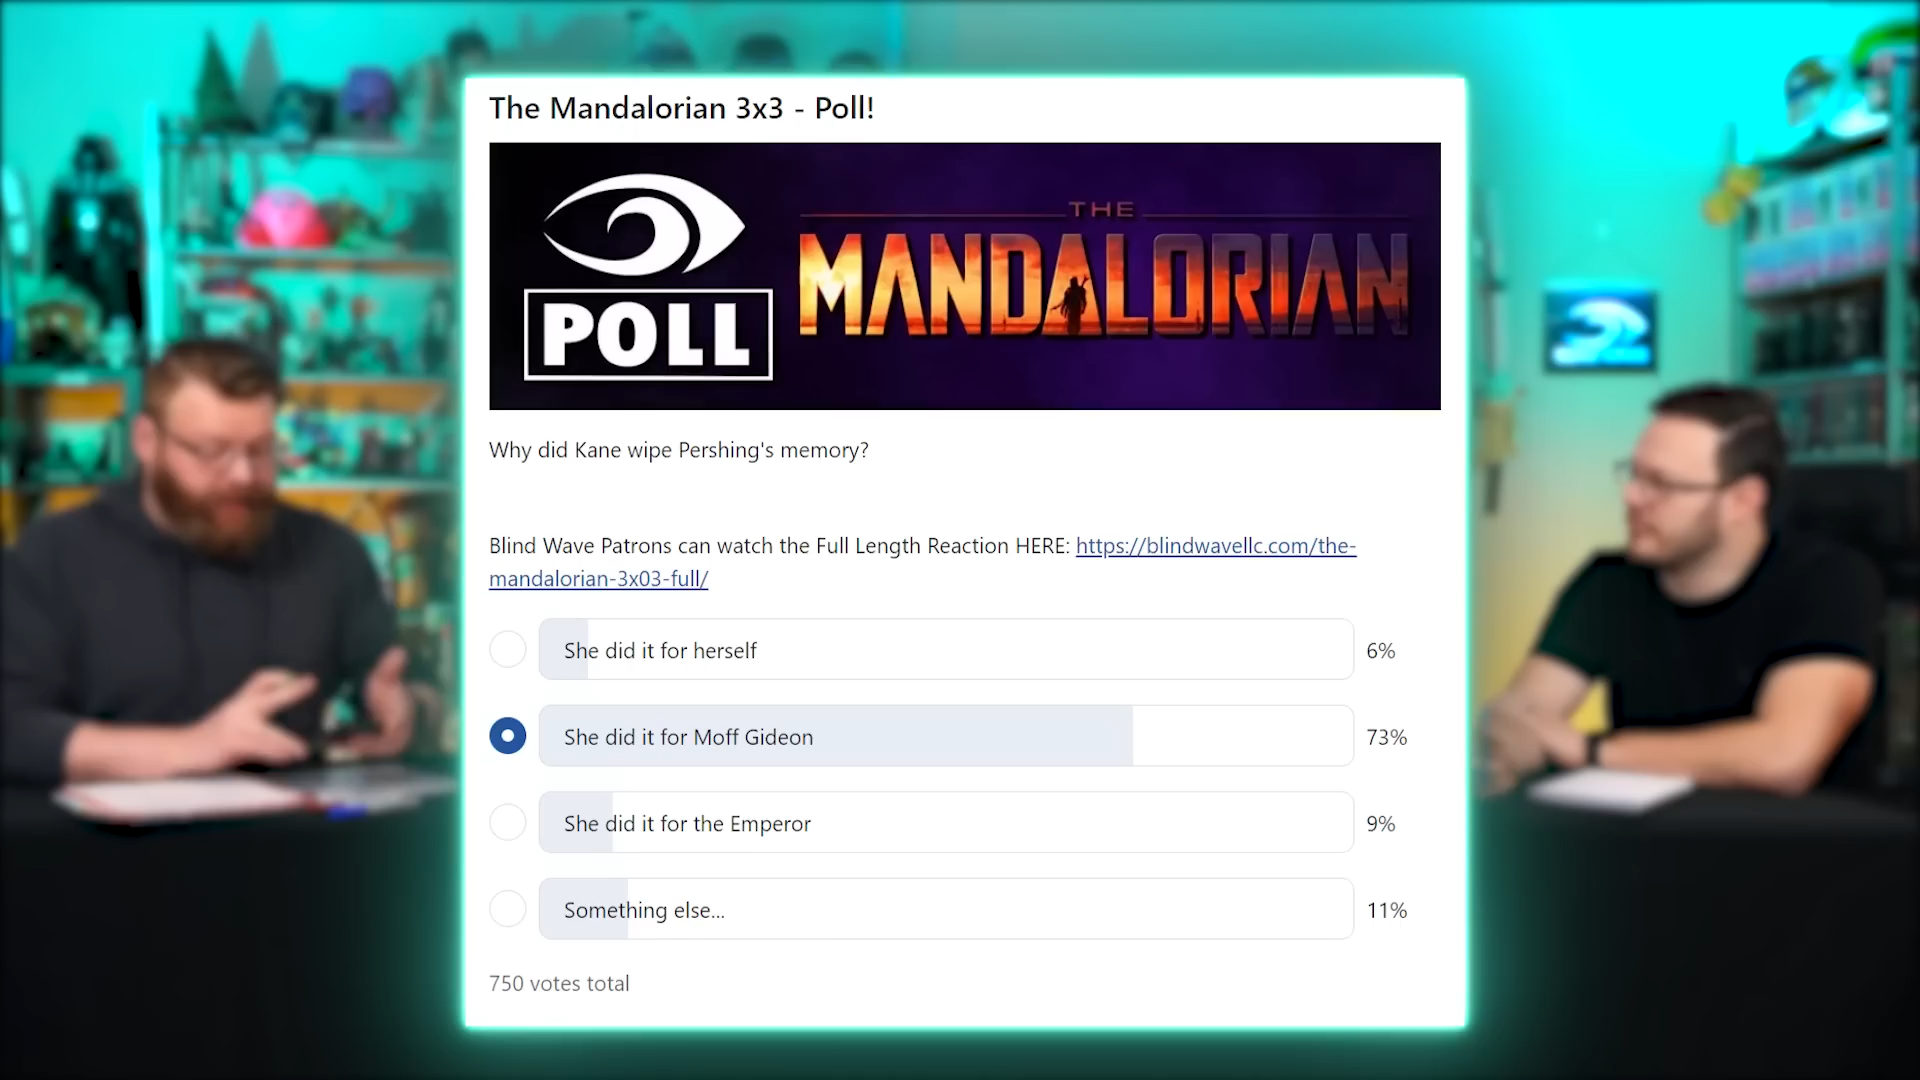 The Mandalorian 3x3 - Poll!
THE
MANDALORIAN
POLL
Why did Kane wipe Pershing's memory?
Blind Wave Patrons can watch the Full Length Reaction HERE: https://blindwavellc.com/the-
mandalorian-3x03-full/
She did it for herself 6%
She did it for Moff Gideon 73%
She did it for the Emperor 9%
Something else... 11%
750 votes total